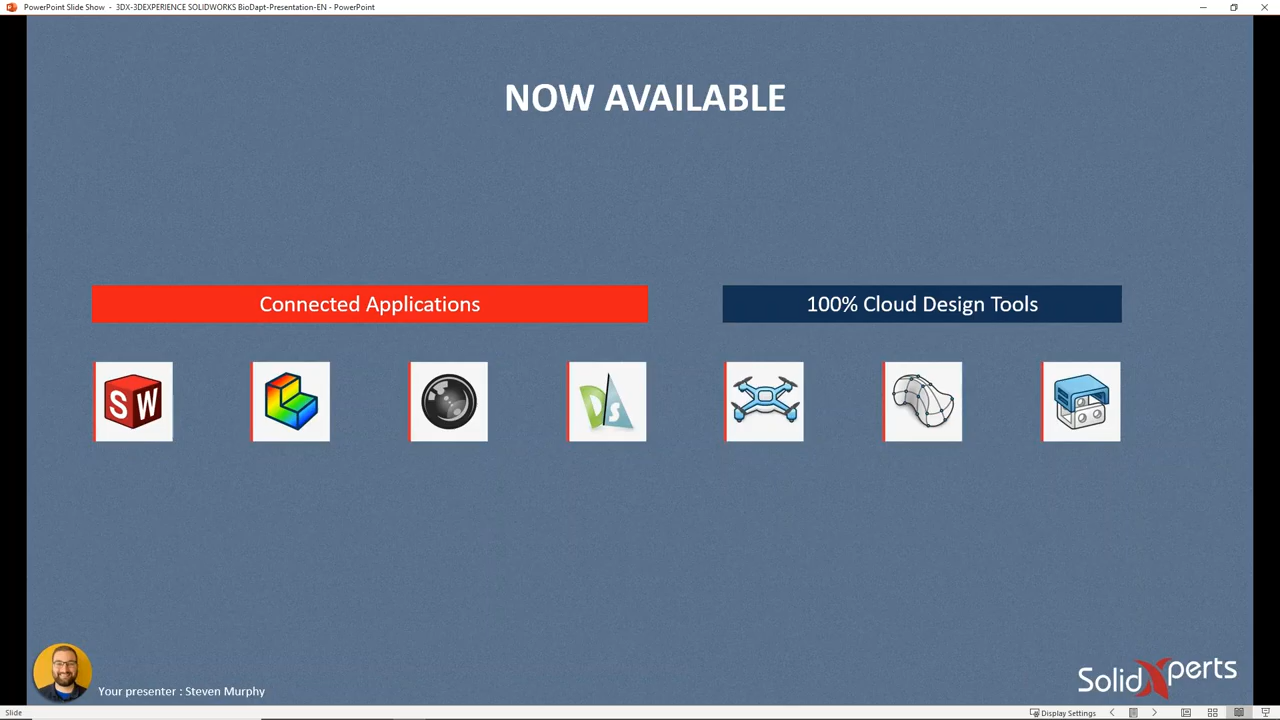 PowerPoint Slide Show - 3DX-3DEXPERIENCE SOLIDWORKS BioDapt-Presentation-EN - PowerPoint
NOW AVAILABLE
Connected Applications
100% Cloud Design Tools
SW
DS
Your presenter : Steven Murphy
SolidXperts
Slide
Display Settings